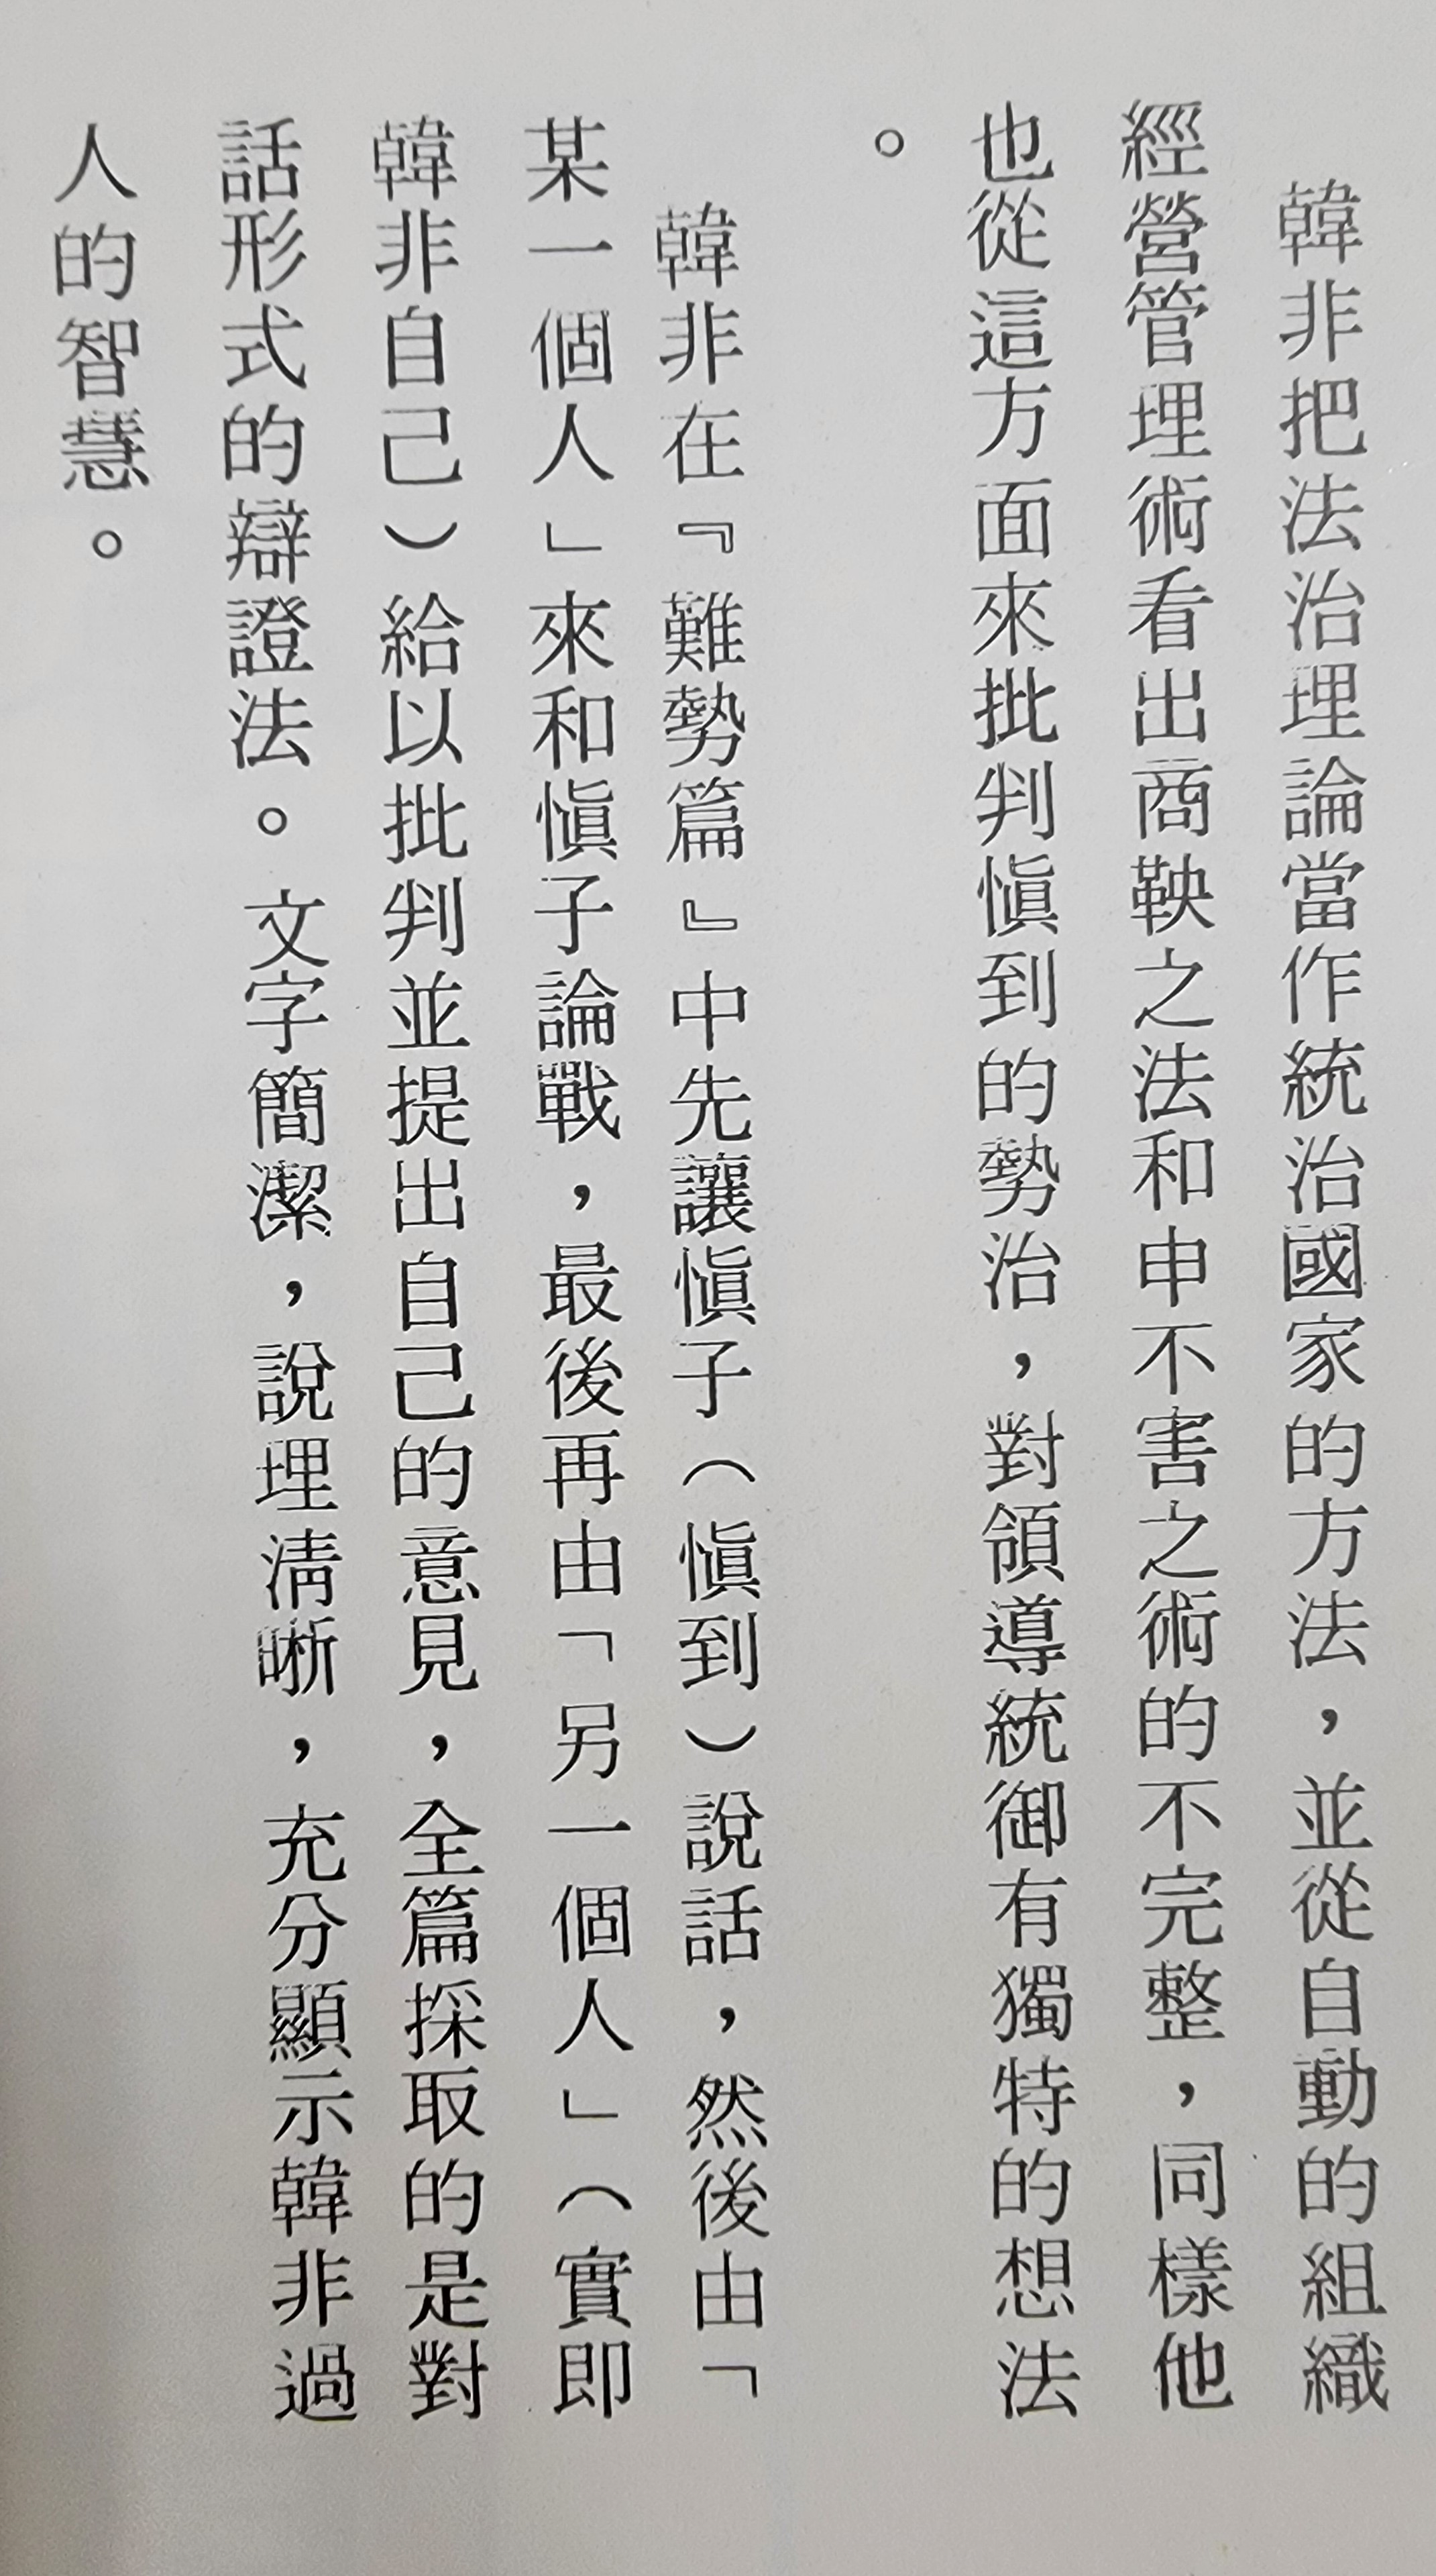 韓非把法治理論當作統治國家的方法，並從自動的組織
經營管理術看出商鞅之法和申不害之術的不完整，同樣他
也從這方面來批判愼到的勢治，對領導統御有獨特的想法
。
韓非在『難勢篇』中先讓愼子（愼到）說話，然後由「
某一個人」來和愼子論戰，最後再由「另一個人」（實即
韓非自己）給以批判並提出自己的意見，全篇採取的是對
話形式的辯證法。文字簡潔，說理淸晰，充分顯示韓非過
人的智慧。